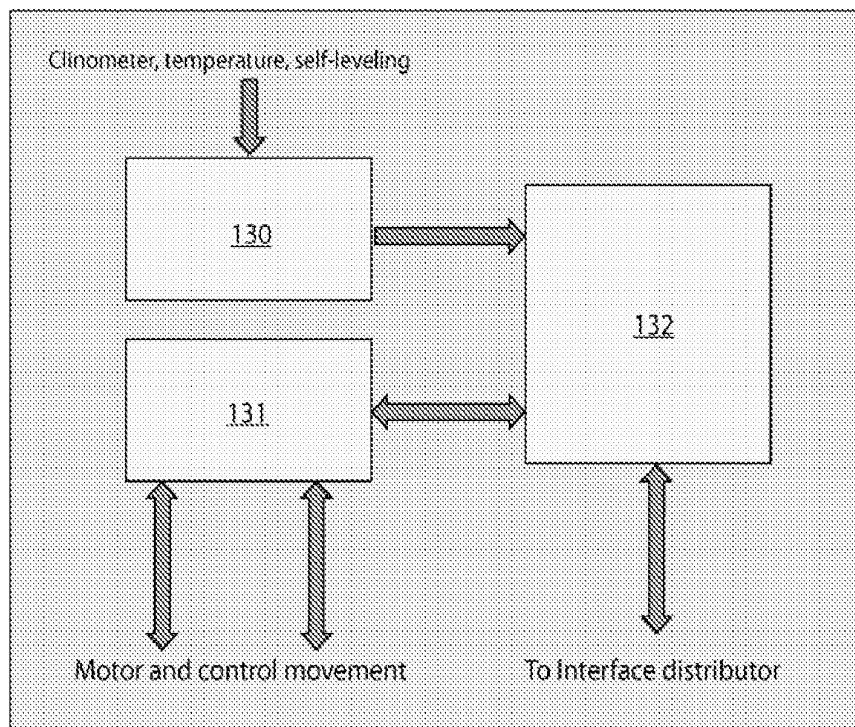 Clinometer, temperature, self-leveling
130
132
131
Motor and control movement
To Interface distributor